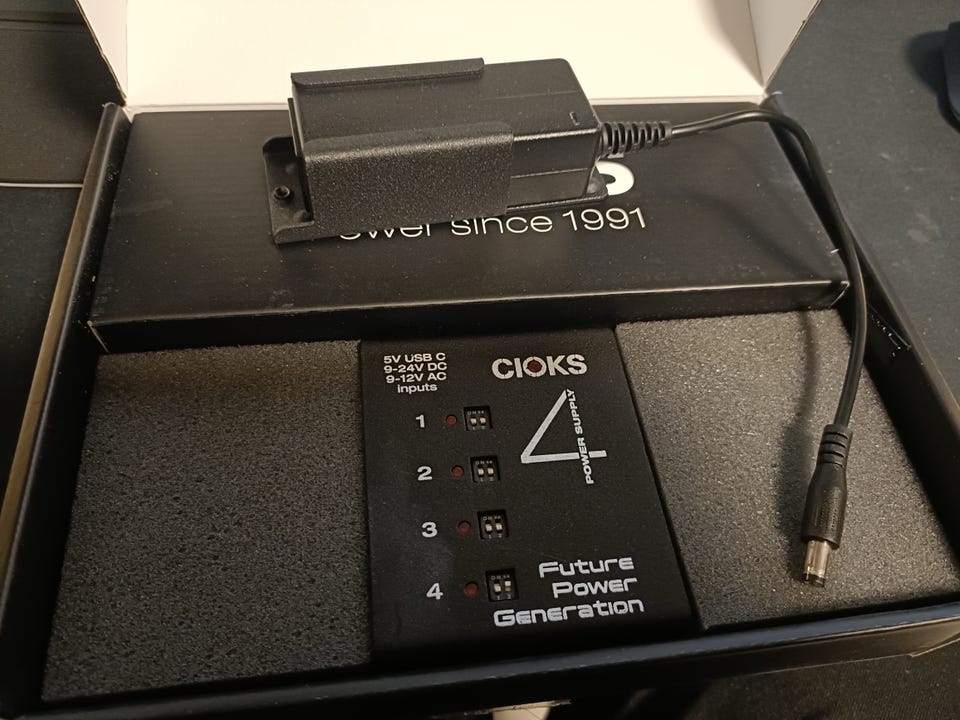 Power since 1991
5V USB C
9-24V DC
9-12V AC
inputs
CIOKS
4
POWER SUPPLY
1
2
3
4
Future
Power
Generation